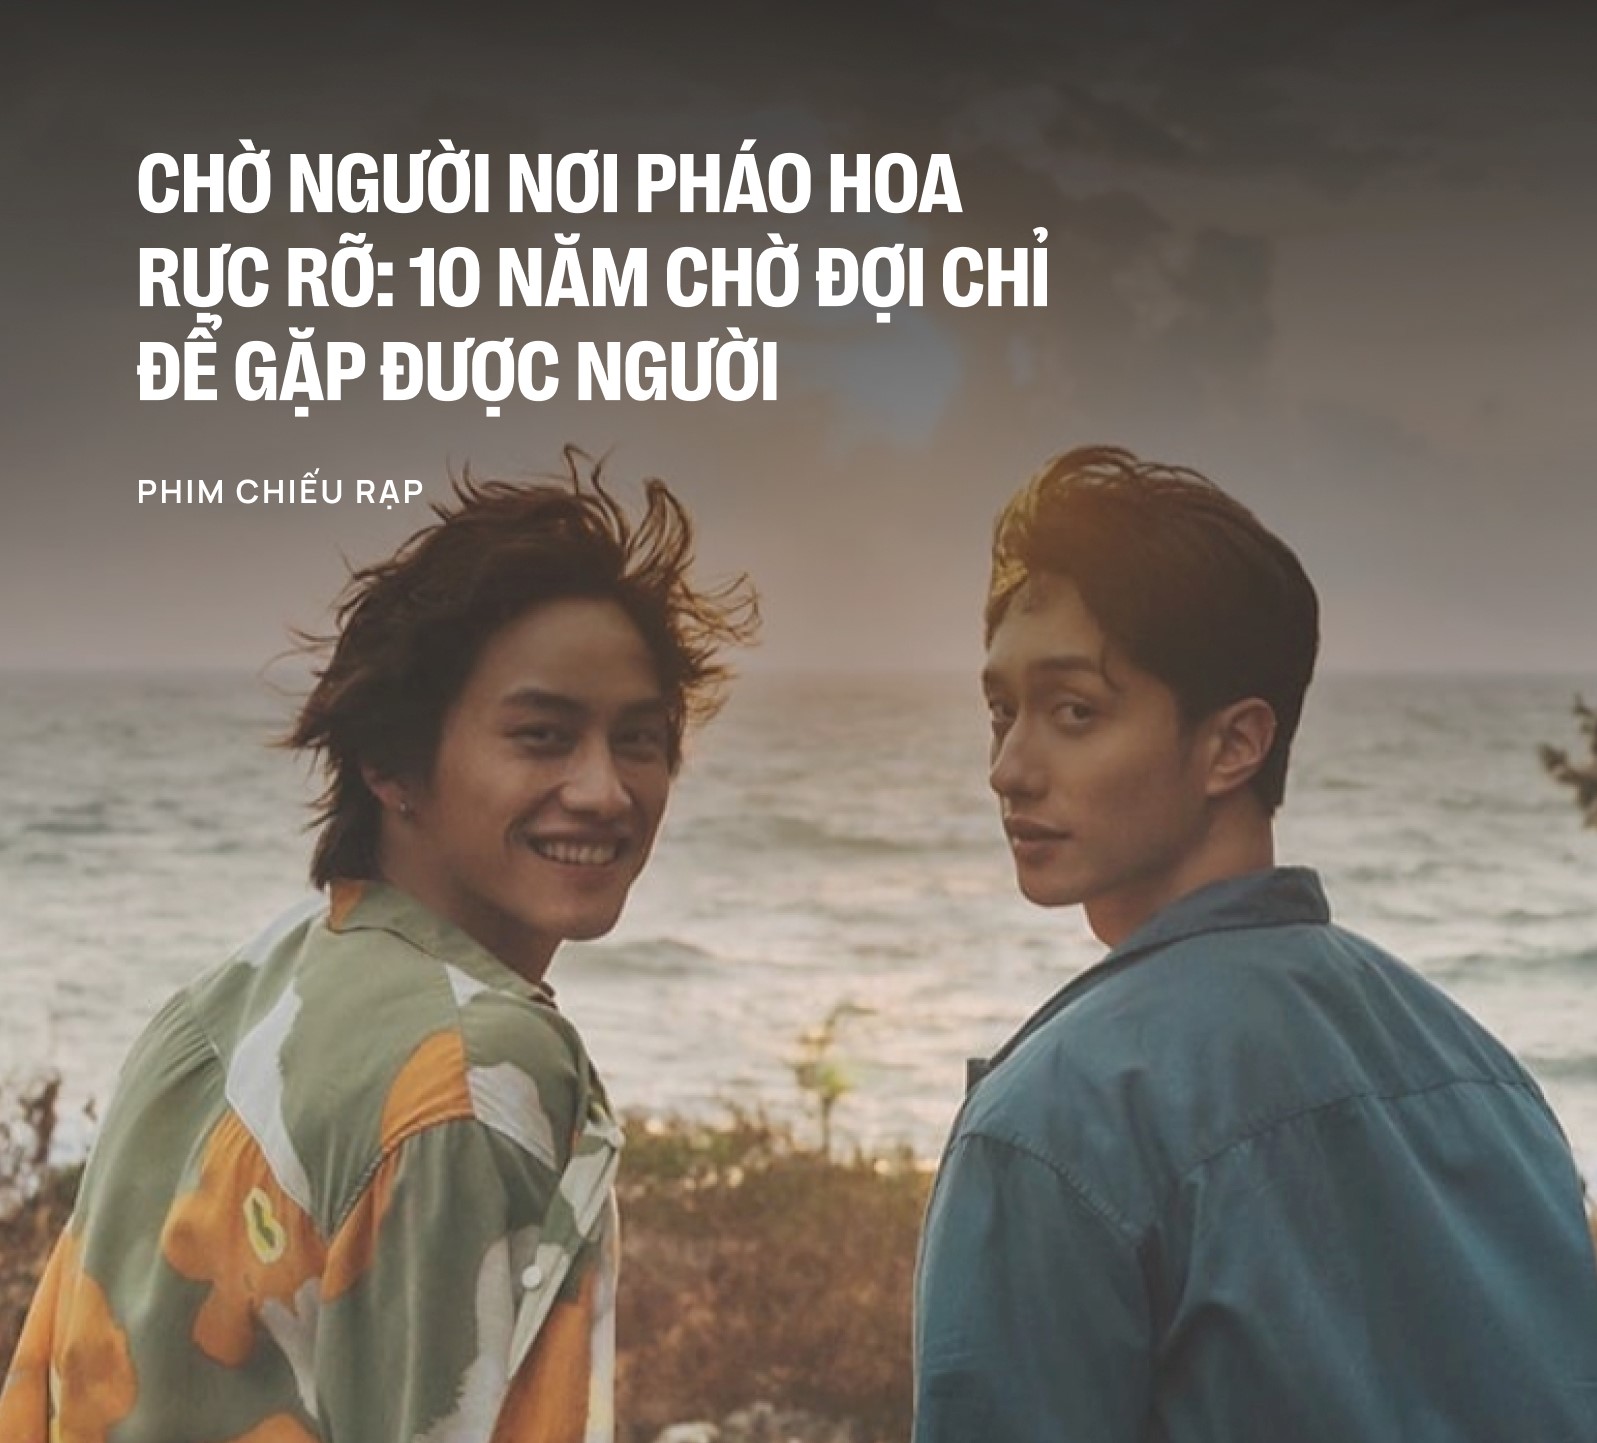 CHỜ NGƯỜI NƠI PHÁO HOA
RỰC RỠ: 10 NĂM CHỜ ĐỢI CHỈ
ĐỂ GẶP ĐƯỢC NGƯỜI
PHIM CHIẾU RẠP